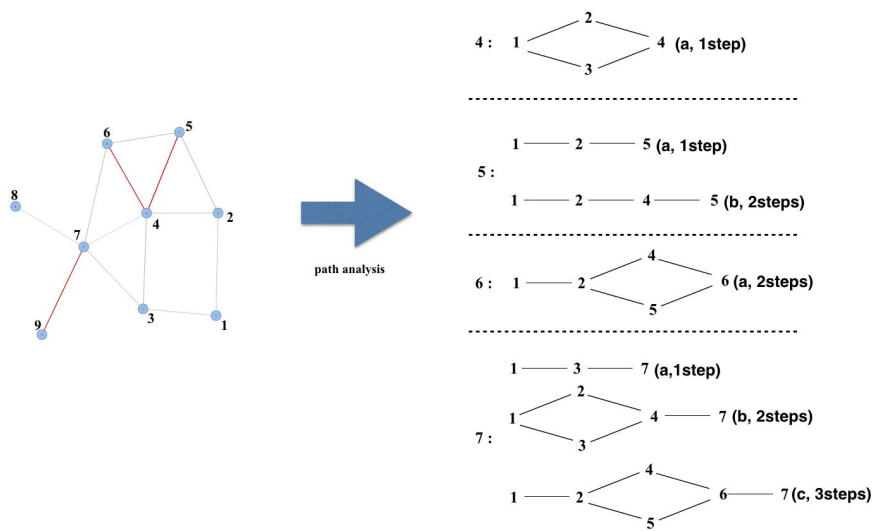 6
5
8
4
2
7
3
1
9
path analysis
4 : 1 2 3 4 (a, 1step)
5 :
1 2 5 (a, 1step)
1 2 4 5 (b, 2steps)
6 : 1 2 4 5 6 (a, 2steps)
7 :
1 3 7 (a,1step)
1 2 3 4 7 (b, 2steps)
1 2 4 5 6 7 (c, 3steps)